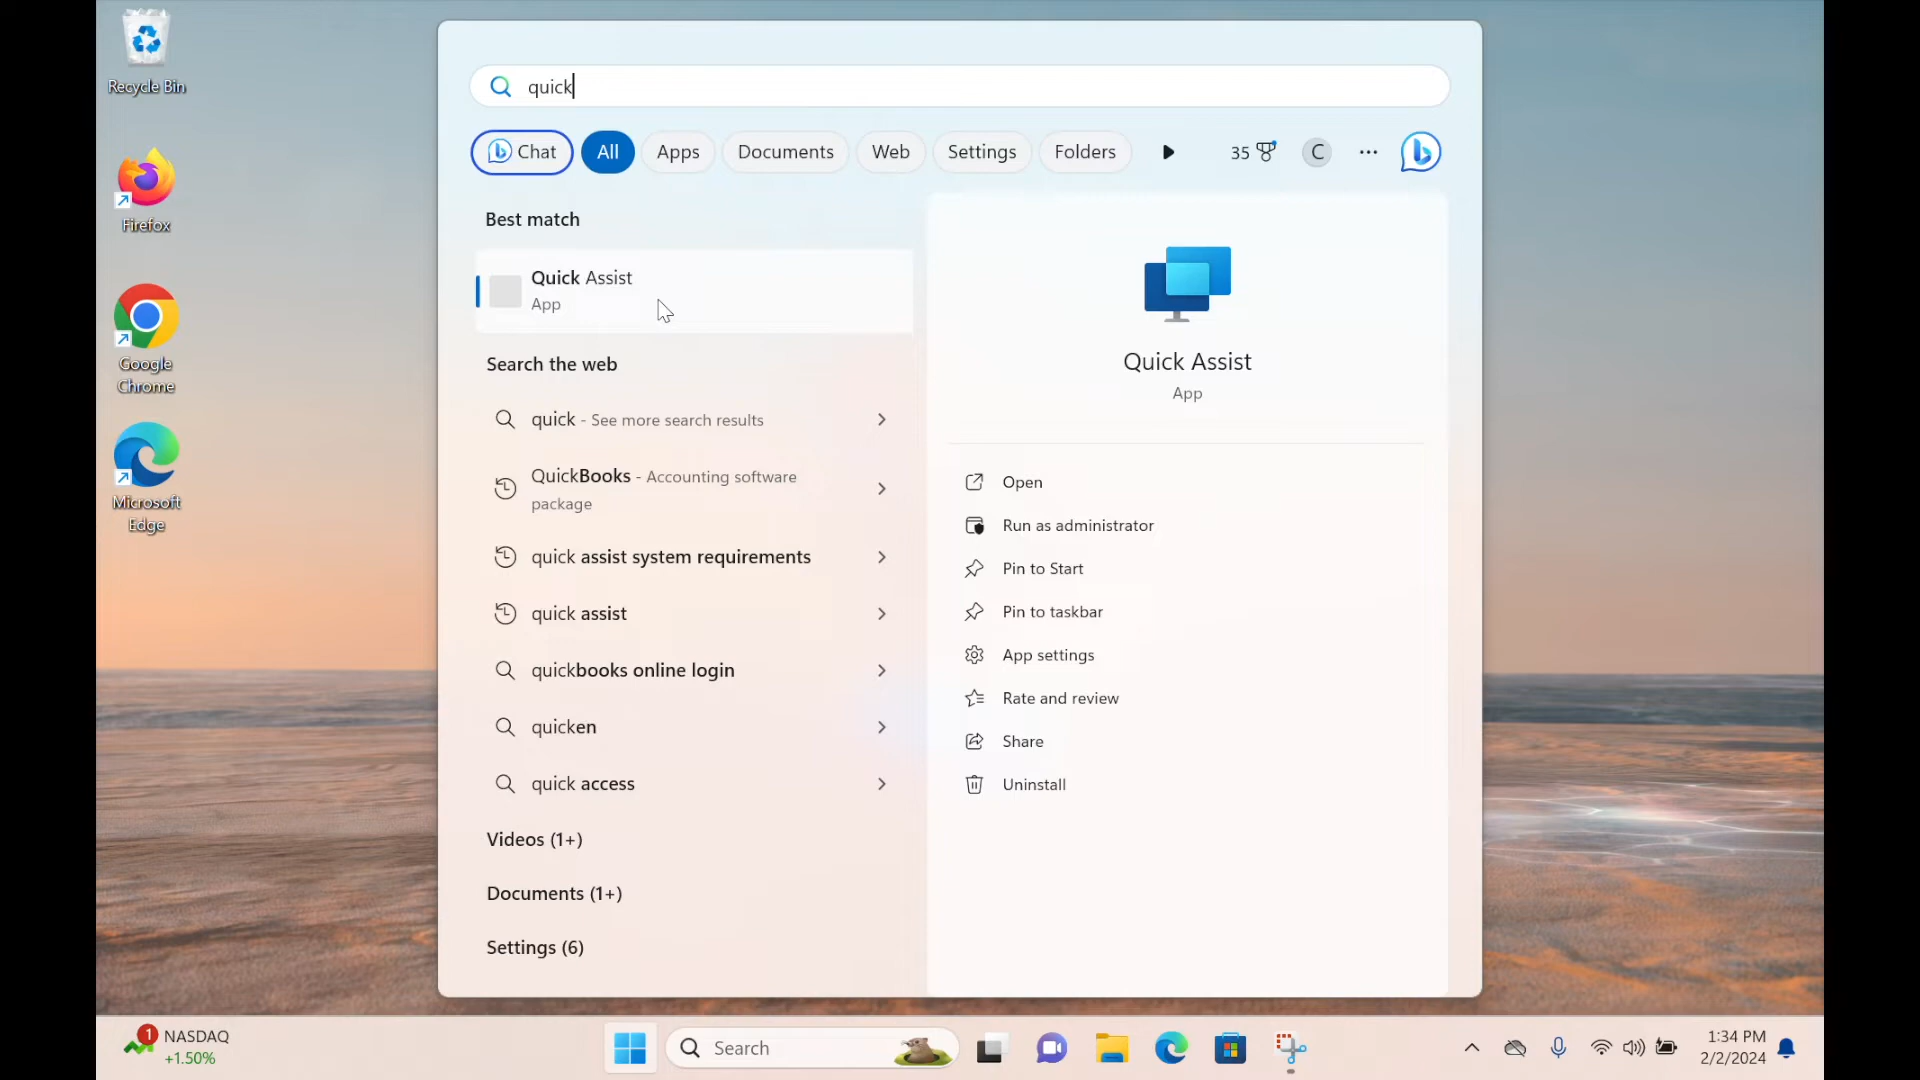 Recycle Bin
Firefox
Google
Chrome
Microsoft
Edge
quick
Chat
All
Apps
Documents
Web
Settings
Folders
35
C
Best match
Quick Assist
App
Search the web
quick - See more search results
QuickBooks - Accounting software
package
quick assist system requirements
quick assist
quickbooks online login
quicken
quick access
Videos (1+)
Documents (1+)
Settings (6)
Quick Assist
App
Open
Run as administrator
Pin to Start
Pin to taskbar
App settings
Rate and review
Share
Uninstall
1
NASDAQ
+1.50%
Search
1:34 PM
2/2/2024